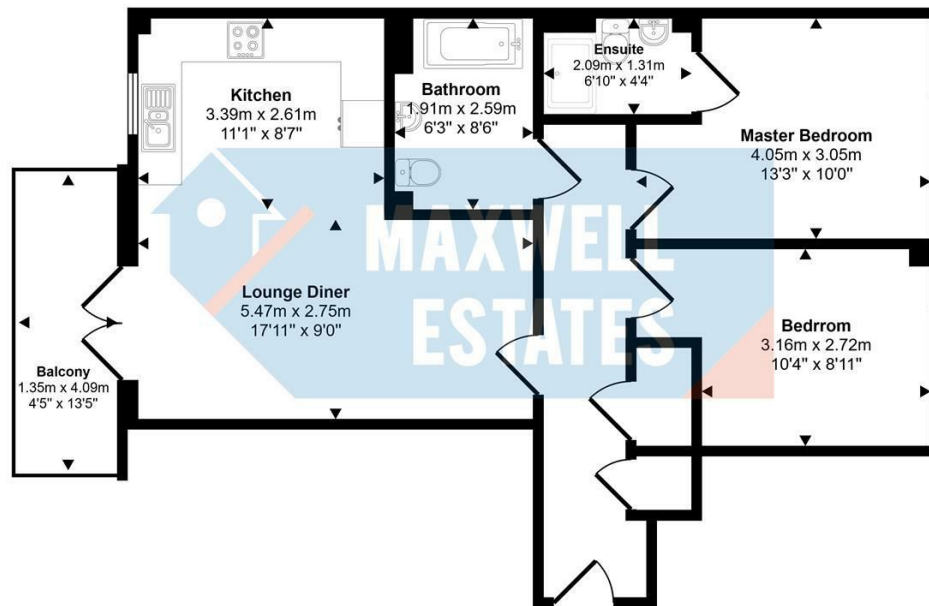 Kitchen
3.39m x 2.61m
11'1" x 8'7"
Bathroom
1.91m x 2.59m
6'3" x 8'6"
Ensuite
2.09m x 1.31m
6'10" x 4'4"
Master Bedroom
4.05m x 3.05m
13'3" x 10'0"
MAXWELL
ESTATES
Lounge Diner
5.47m x 2.75m
17'11" x 9'0"
Bedrrom
3.16m x 2.72m
10'4" x 8'11"
Balcony
1.35m x 4.09m
4'5" x 13'5"